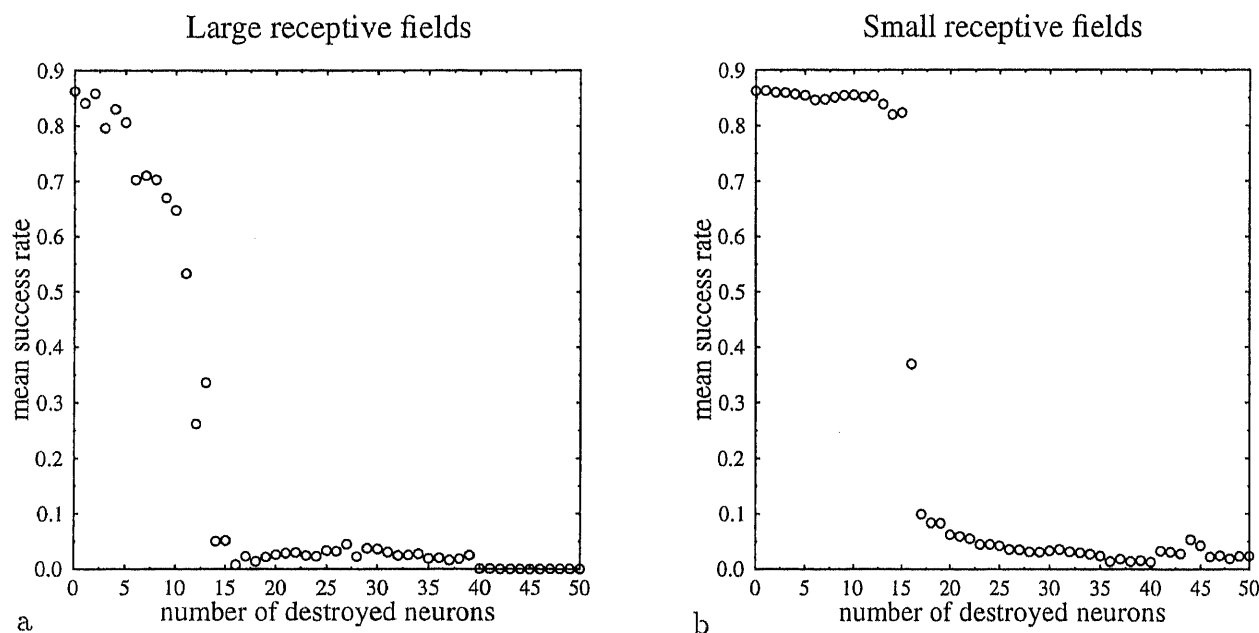 Large receptive fields
0.9
0.8
0.7
0.6
0.5
0.4
0.3
0.2
0.1
0.0
mean success rate
0 5 10 15 20 25 30 35 40 45 50
number of destroyed neurons
a
Small receptive fields
0.9
0.8
0.7
0.6
0.5
0.4
0.3
0.2
0.1
0.0
mean success rate
0 5 10 15 20 25 30 35 40 45 50
number of destroyed neurons
b